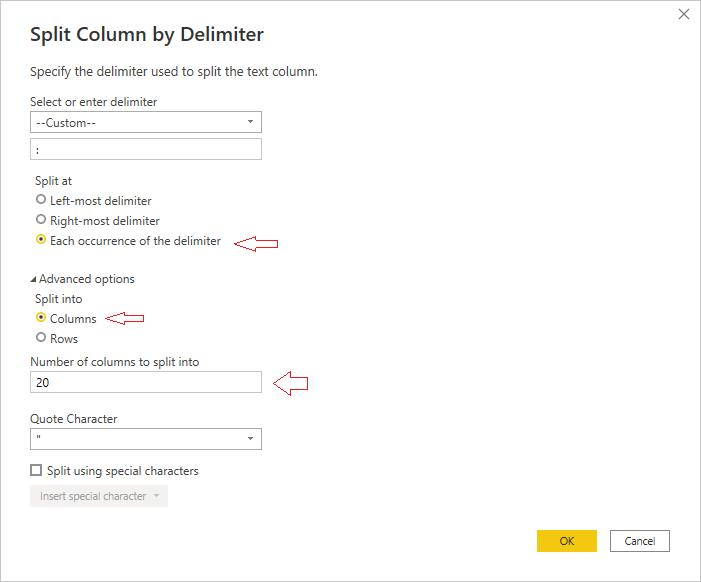 Split Column by Delimiter
Specify the delimiter used to split the text column.
Select or enter delimiter
--Custom--
:
Split at
Left-most delimiter
Right-most delimiter
Each occurrence of the delimiter
Advanced options
Split into
Columns
Rows
Number of columns to split into
20
Quote Character
"
Split using special characters
Insert special character
OK Cancel